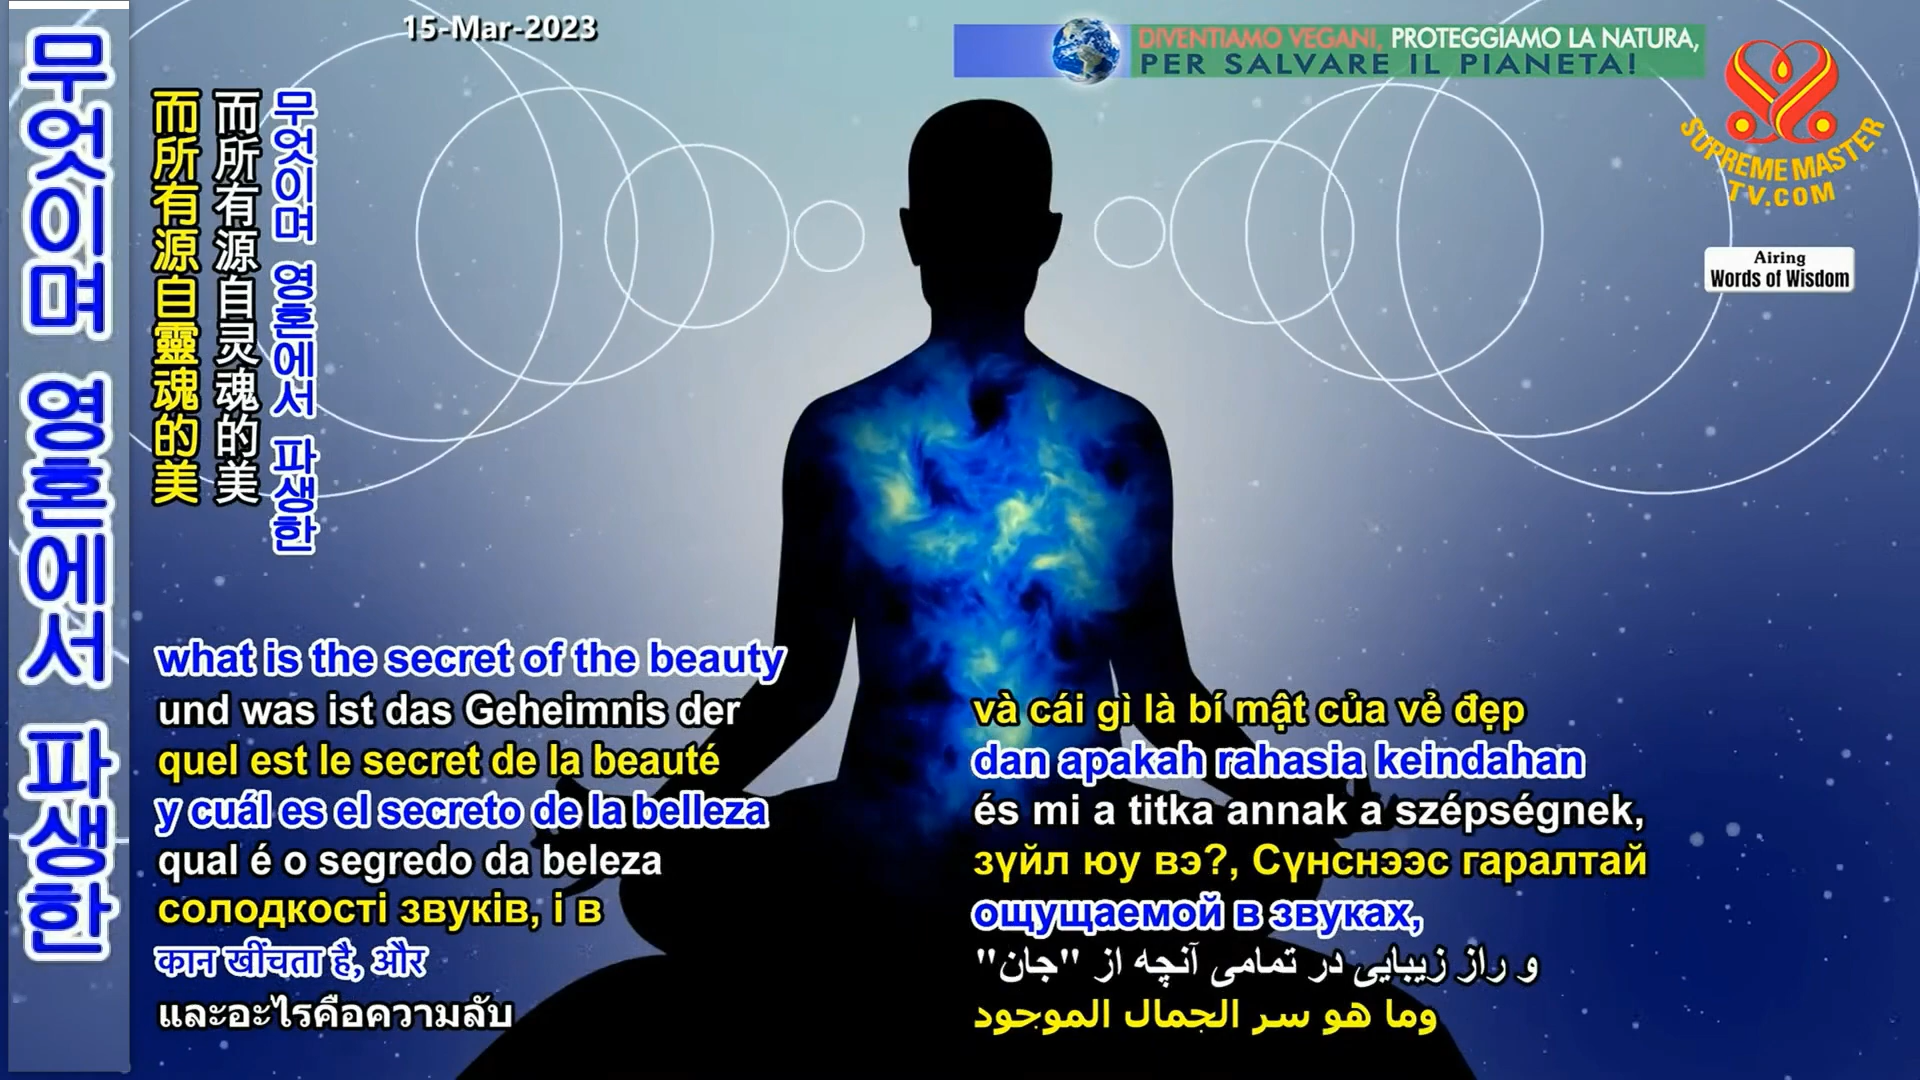 무엇이며 영혼에서 파생한
15-Mar-2023
DIVENTIAMO VEGANI, PROTEGGIAMO LA NATURA,
PER SALVARE IL PIANETA!
SUPREME MASTER
TV.COM
Airing
Words of Wisdom
而所有源自靈魂的美
而所有源自灵魂的美
무엇이며 영혼에서 파생한
what is the secret of the beauty
und was ist das Geheimnis der
quel est le secret de la beauté
y cuál es el secreto de la belleza
qual é o segredo da beleza
солодкості звуків, і в
कान खींचता है, और
และอะไรคือความลับ
và cái gì là bí mật của vẻ đẹp
dan apakah rahasia keindahan
és mi a titka annak a szépségnek,
зүйл юу вэ?, Сүнснээс гаралтай
ощущаемой в звуках,
و راز زیبایی در تمامی آنچه از "جان"
وما هو سر الجمال الموجود